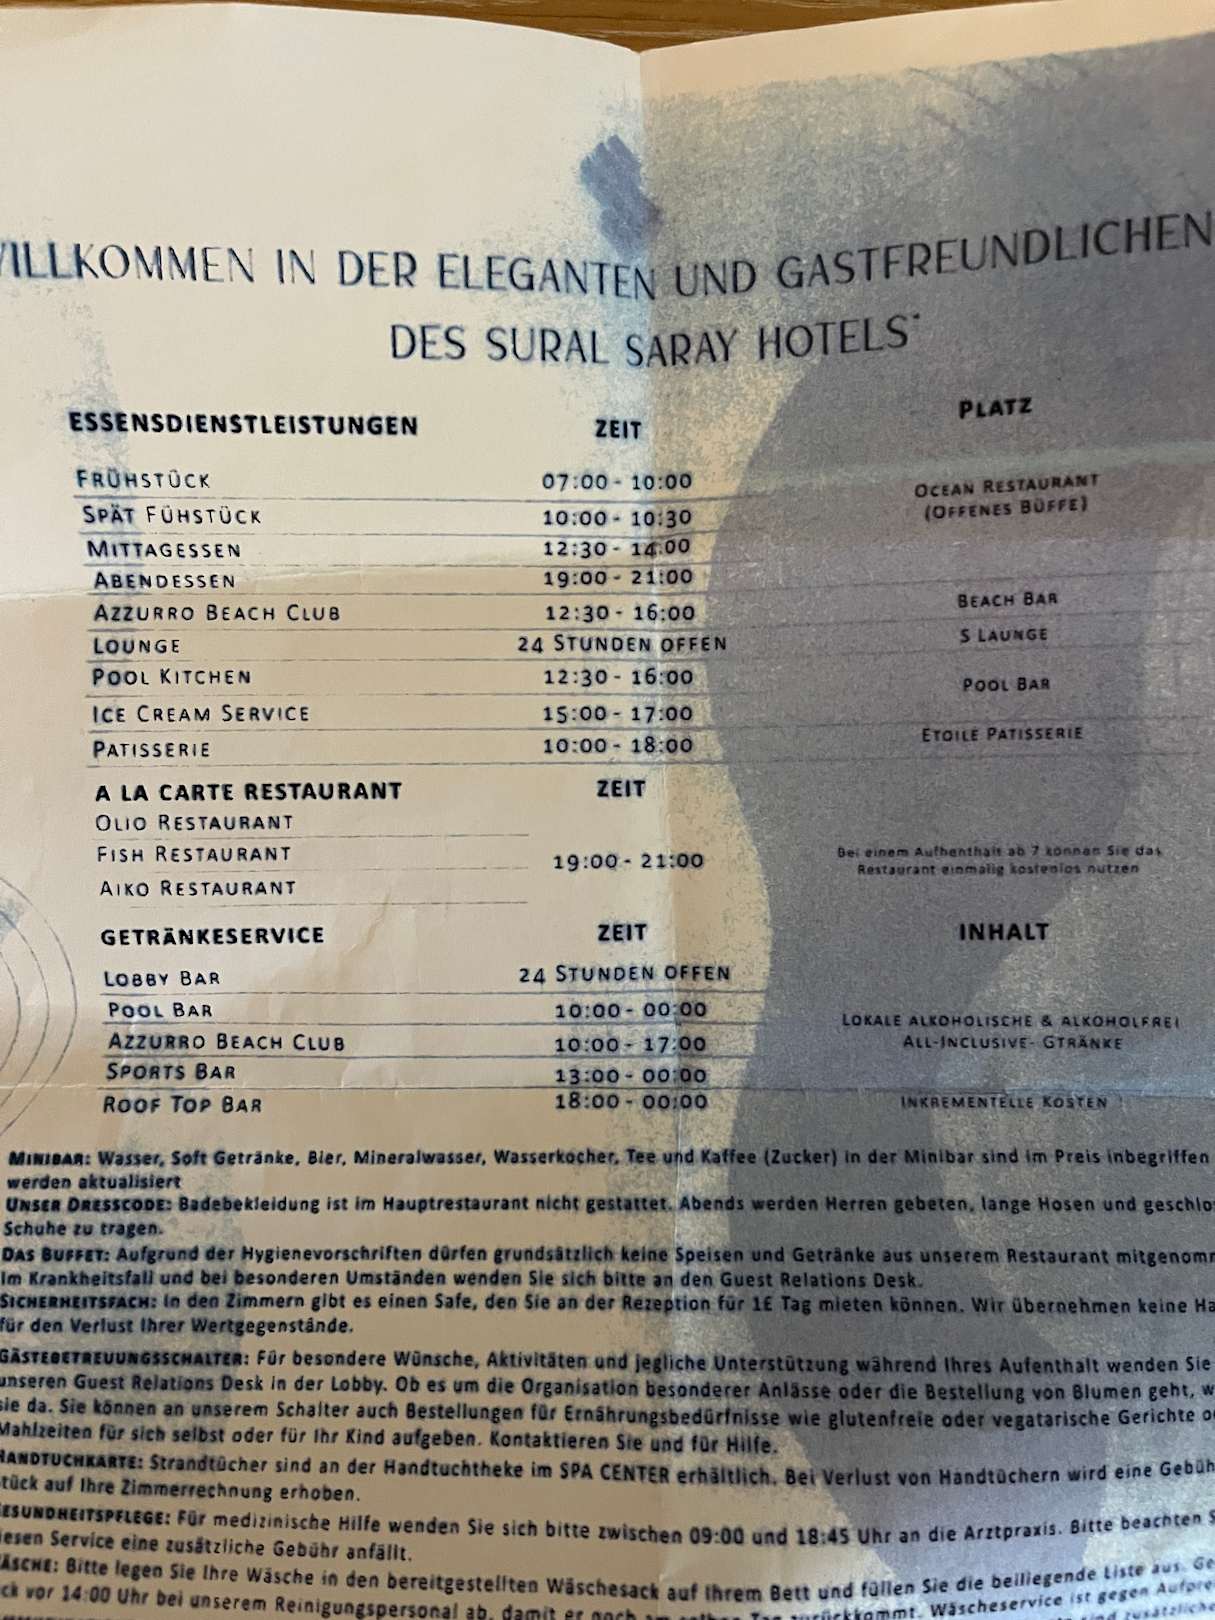 WILLKOMMEN IN DER ELEGANTEN UND GASTFREUNDLICHEN
DES SURAL SARAY HOTELS*
ESSENSDIENSTLEISTUNGEN ZEIT PLATZ
FRÜHSTÜCK 07:00 - 10:00 OCEAN RESTAURANT
(OFFENES BÜFFE)
SPÄT FÜHSTÜCK 10:00 - 10:30
MITTAGESSEN 12:30 - 14:00
ABENDESSEN 19:00 - 21:00
AZZURRO BEACH CLUB 12:30 - 16:00 BEACH BAR
LOUNGE 24 STUNDEN OFFEN S LAUNGE
POOL KITCHEN 12:30 - 16:00 POOL BAR
ICE CREAM SERVICE 15:00 - 17:00
PATISSERIE 10:00 - 18:00 ETOILE PATISSERIE
A LA CARTE RESTAURANT ZEIT
OLIO RESTAURANT
FISH RESTAURANT 19:00 - 21:00 Bei einem Aufhenthalt ab 7 können Sie das
Restaurant einmalig kostenlos nutzen
AIKO RESTAURANT
GETRÄNKESERVICE ZEIT INHALT
LOBBY BAR 24 STUNDEN OFFEN
POOL BAR 10:00 - 00:00 LOKALE ALKOHOLISCHE & ALKOHOLFREI
AZZURRO BEACH CLUB 10:00 - 17:00 ALL-INCLUSIVE- GTRÄNKE
SPORTS BAR 13:00 - 00:00
ROOF TOP BAR 18:00 - 00:00 INKREMENTELLE KOSTEN
MINIBAR: Wasser, Soft Getränke, Bier, Mineralwasser, Wasserkocher, Tee und Kaffee (Zucker) in der Minibar sind im Preis inbegriffen
werden aktualisiert
UNSER DRESSCODE: Badebekleidung ist im Hauptrestaurant nicht gestattet. Abends werden Herren gebeten, lange Hosen und geschlo
Schuhe zu tragen.
DAS BUFFET: Aufgrund der Hygienevorschriften dürfen grundsätzlich keine Speisen und Getränke aus unserem Restaurant mitgenomm
Im Krankheitsfall und bei besonderen Umständen wenden Sie sich bitte an den Guest Relations Desk.
SICHERHEITSFACH: In den Zimmern gibt es einen Safe, den Sie an der Rezeption für 1£ Tag mieten können. Wir übernehmen keine Ha
für den Verlust Ihrer Wertgegenstände.
GÄSTEBETREUUNGSSCHALTER: Für besondere Wünsche, Aktivitäten und jegliche Unterstützung während Ihres Aufenthalt wenden Sie
unseren Guest Relations Desk in der Lobby. Ob es um die Organisation besonderer Anlässe oder die Bestellung von Blumen geht, w
sie da. Sie können an unserem Schalter auch Bestellungen für Ernährungsbedürfnisse wie glutenfreie oder vegatarische Gerichte o
Mahlzeiten für sich selbst oder für Ihr Kind aufgeben. Kontaktieren Sie und für Hilfe.
HANDTUCHKARTE: Strandtücher sind an der Handtuchtheke im SPA CENTER erhältlich. Bei Verlust von Handtüchern wird eine Gebüh
tück auf Ihre Zimmerrechnung erhoben.
ESUNDHEITSPFLEGE: Für medizinische Hilfe wenden Sie sich bitte zwischen 09:00 und 18:45 Uhr an die Arztpraxis. Bitte beachten S
iesen Service eine zusätzliche Gebühr anfällt.
ÄSCHE: Bitte legen Sie Ihre Wäsche in den bereitgestellten Wäschesack auf Ihrem Bett und füllen Sie die beiliegende Liste aus. Ge
ck vor 14:00 Uhr bei unserem Reinigungspersonal ab, damit er noch am selben Tag zurückkommt. Wäscheservice ist gegen Aufpre